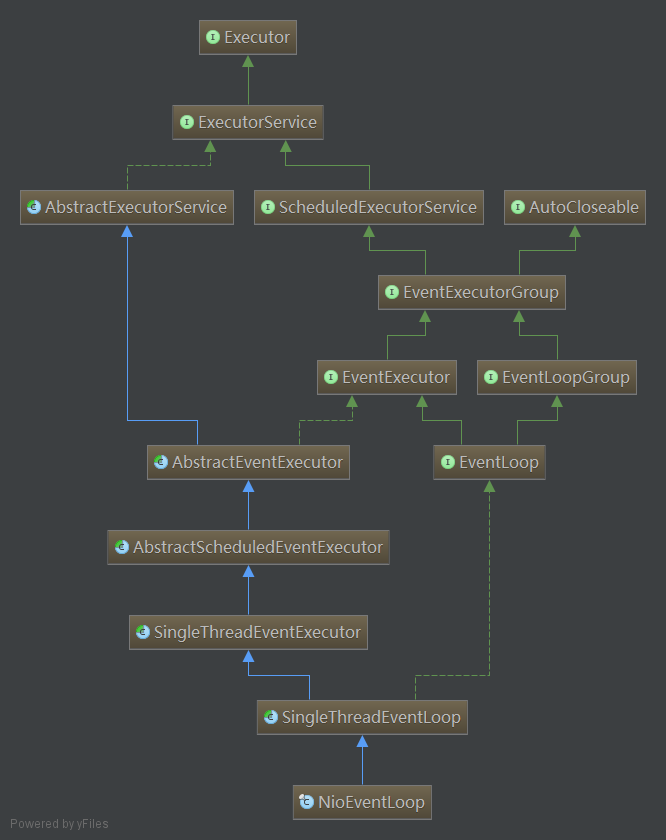 Executor
ExecutorService
AbstractExecutorService
ScheduledExecutorService
AutoCloseable
EventExecutorGroup
EventExecutor
EventLoopGroup
AbstractEventExecutor
EventLoop
AbstractScheduledEventExecutor
SingleThreadEventExecutor
SingleThreadEventLoop
NioEventLoop
Powered by yFiles